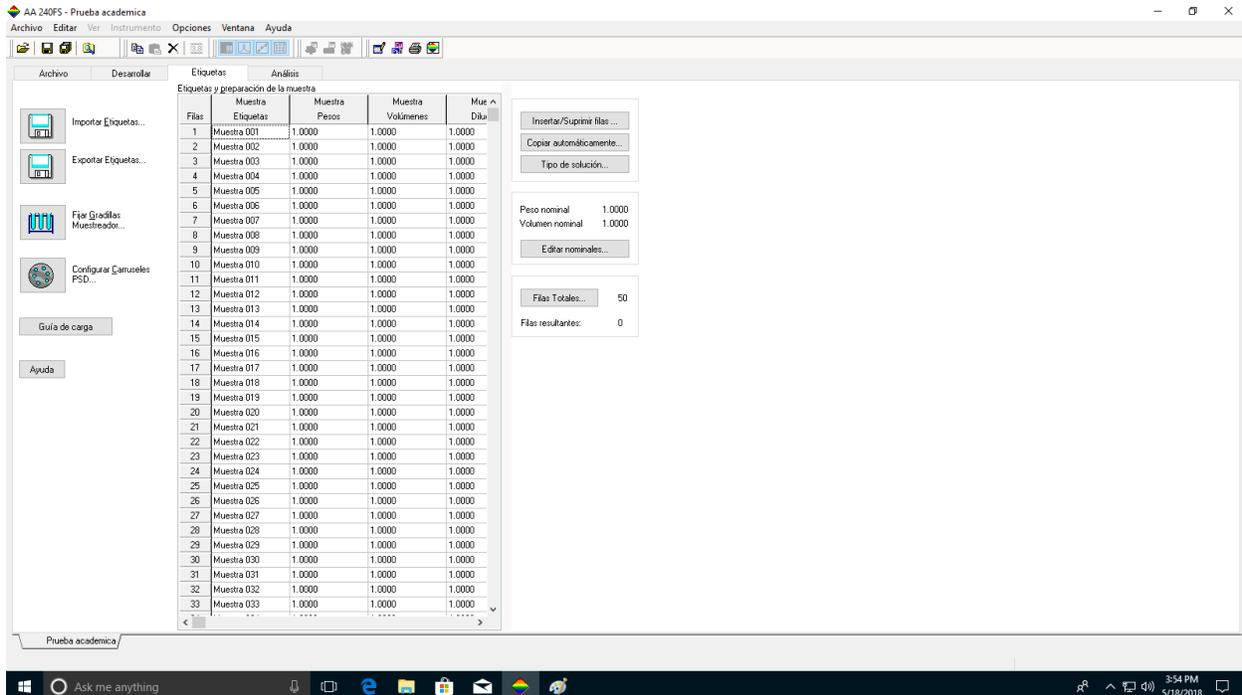 AA 240FS - Prueba academica
Archivo Editar Ver Instrumento Opciones Ventana Ayuda
Archivo Desarrollar Etiquetas Análisis
Etiquetas y preparación de la muestra
Importar Etiquetas...
Exportar Etiquetas...
Fijar Gradillas
Muestreador...
Configurar Carruseles
PSD...
Guía de carga
Ayuda
Muestra Muestra Muestra Mue
Filas Etiquetas Pesos Volúmenes Dilu
1 Muestra 001 1.0000 1.0000 1.0000
2 Muestra 002 1.0000 1.0000 1.0000
3 Muestra 003 1.0000 1.0000 1.0000
4 Muestra 004 1.0000 1.0000 1.0000
5 Muestra 005 1.0000 1.0000 1.0000
6 Muestra 006 1.0000 1.0000 1.0000
7 Muestra 007 1.0000 1.0000 1.0000
8 Muestra 008 1.0000 1.0000 1.0000
9 Muestra 009 1.0000 1.0000 1.0000
10 Muestra 010 1.0000 1.0000 1.0000
11 Muestra 011 1.0000 1.0000 1.0000
12 Muestra 012 1.0000 1.0000 1.0000
13 Muestra 013 1.0000 1.0000 1.0000
14 Muestra 014 1.0000 1.0000 1.0000
15 Muestra 015 1.0000 1.0000 1.0000
16 Muestra 016 1.0000 1.0000 1.0000
17 Muestra 017 1.0000 1.0000 1.0000
18 Muestra 018 1.0000 1.0000 1.0000
19 Muestra 019 1.0000 1.0000 1.0000
20 Muestra 020 1.0000 1.0000 1.0000
21 Muestra 021 1.0000 1.0000 1.0000
22 Muestra 022 1.0000 1.0000 1.0000
23 Muestra 023 1.0000 1.0000 1.0000
24 Muestra 024 1.0000 1.0000 1.0000
25 Muestra 025 1.0000 1.0000 1.0000
26 Muestra 026 1.0000 1.0000 1.0000
27 Muestra 027 1.0000 1.0000 1.0000
28 Muestra 028 1.0000 1.0000 1.0000
29 Muestra 029 1.0000 1.0000 1.0000
30 Muestra 030 1.0000 1.0000 1.0000
31 Muestra 031 1.0000 1.0000 1.0000
32 Muestra 032 1.0000 1.0000 1.0000
33 Muestra 033 1.0000 1.0000 1.0000
Insertar/Suprimir filas ...
Copiar automáticamente...
Tipo de solución...
Peso nominal 1.0000
Volumen nominal 1.0000
Editar nominales...
Filas Totales... 50
Filas resultantes: 0
Prueba academica
Ask me anything
3:54 PM
5/18/2018